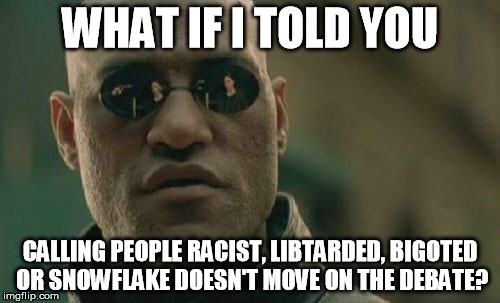 WHAT IF I TOLD YOU
CALLING PEOPLE RACIST, LIBTARDED, BIGOTED
OR SNOWFLAKE DOESN'T MOVE ON THE DEBATE?
imgflip.com